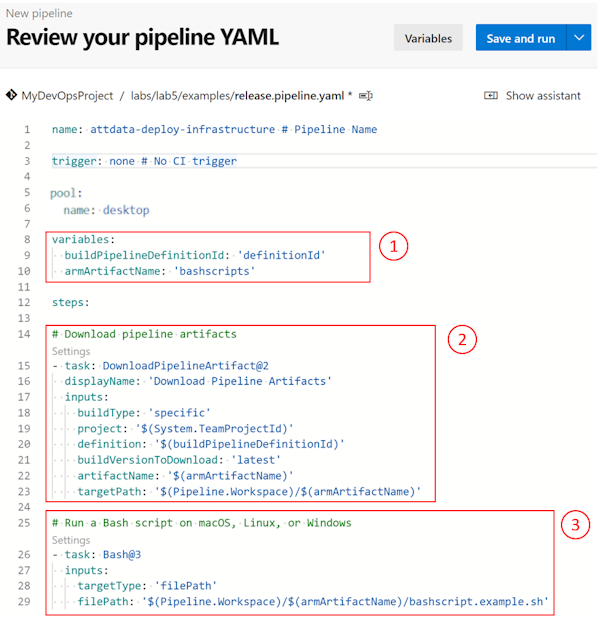 New pipeline
Review your pipeline YAML
Variables
Save and run
MyDevOpsProject / labs/lab5/examples/release.pipeline.yaml *
Show assistant
1 name: attdata-deploy-infrastructure # Pipeline Name
2
3 trigger: none # No CI trigger
4
5 pool:
6   name: desktop
7
8 variables:
9   buildPipelineDefinitionId: 'definitionId'
10   armArtifactName: 'bashscripts'
11
12 steps:
13
14 # Download pipeline artifacts
Settings
15 - task: DownloadPipelineArtifact@2
16   displayName: 'Download Pipeline Artifacts'
17   inputs:
18     buildType: 'specific'
19     project: '$(System.TeamProjectId)'
20     definition: '$(buildPipelineDefinitionId)'
21     buildVersionToDownload: 'latest'
22     artifactName: '$(armArtifactName)'
23     targetPath: '$(Pipeline.Workspace)/$(armArtifactName)'
24
25 # Run a Bash script on macOS, Linux, or Windows
Settings
26 - task: Bash@3
27   inputs:
28     targetType: 'filePath'
29     filePath: '$(Pipeline.Workspace)/$(armArtifactName)/bashscript.example.sh'
1
2
3